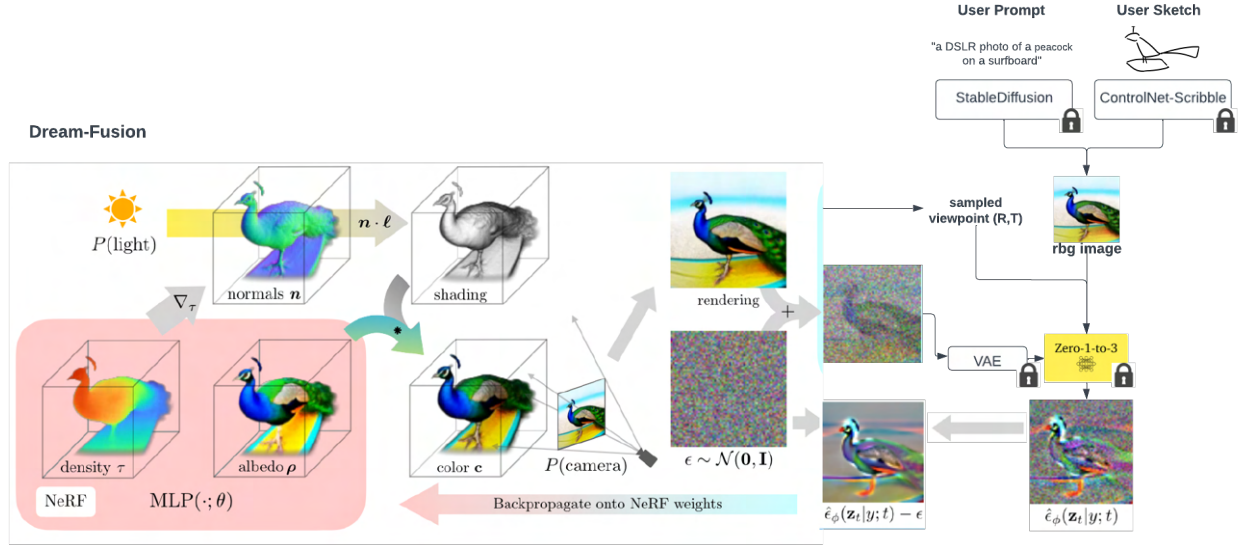 User Prompt
User Sketch
"a DSLR photo of a peacock
on a surfboard"
StableDiffusion
ControlNet-Scribble
Dream-Fusion
P(light)
n · ℓ
normals n
shading
rendering
sampled
viewpoint (R,T)
rbg image
∇τ
*
+
VAE
Zero-1-to-3
density τ
albedo ρ
color c
P(camera)
ϵ ∼ 𝒩(0, I)
NeRF
MLP(·; θ)
Backpropagate onto NeRF weights
ϵ̂ϕ(zt|y; t) − ϵ
ϵ̂ϕ(zt|y; t)